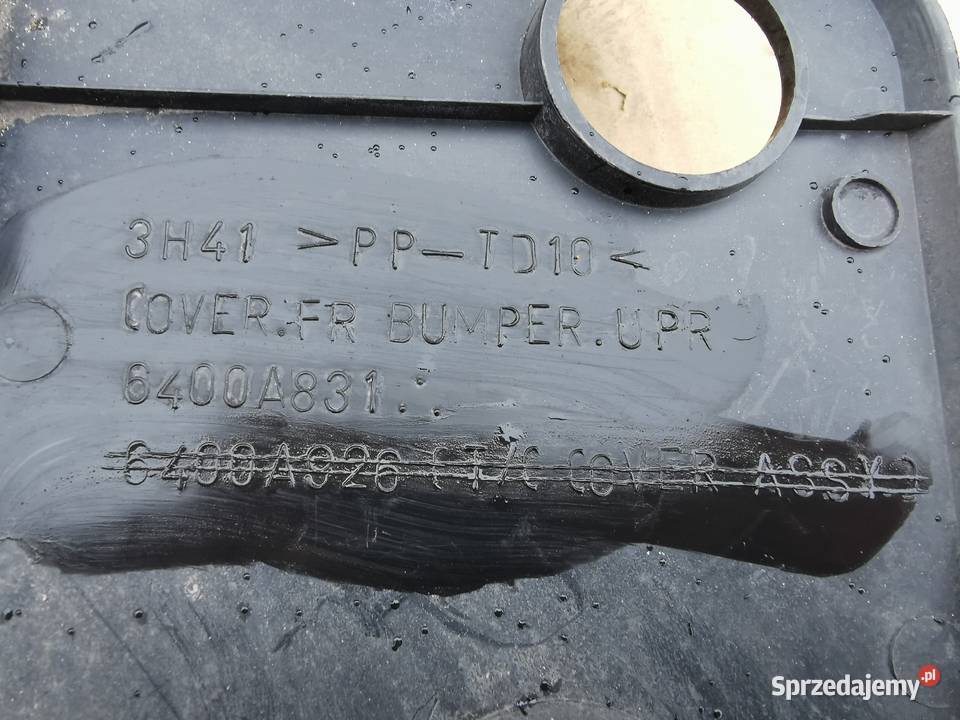 3H41 >PP-TD10<
COVER.FR BUMPER.UPR
6400A831
6400A926 (T/C COVER ASSY)
Sprzedajemy.pl